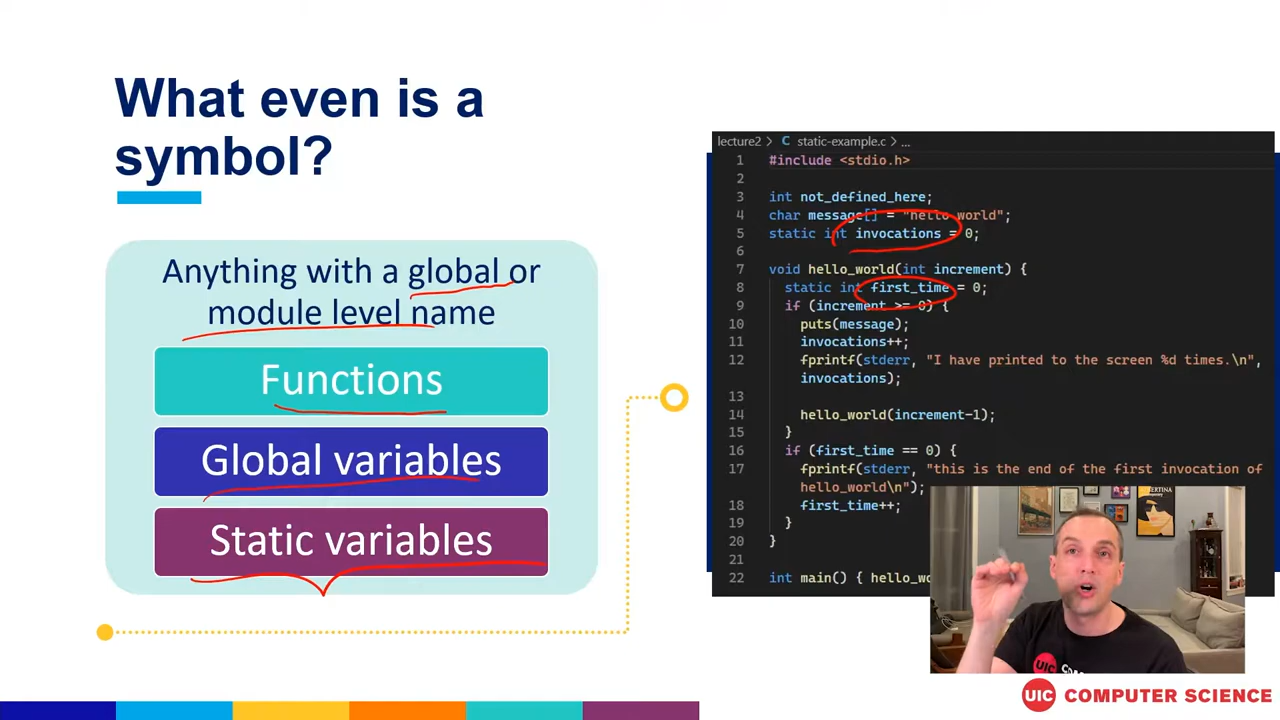 What even is a
symbol?
Anything with a global or
module level name
Functions
Global variables
Static variables
lecture2 > C static-example.c > ...
1 #include <stdio.h>
2
3 int not_defined_here;
4 char message[] = "hello world";
5 static int invocations = 0;
6
7 void hello_world(int increment) {
8 static int first_time = 0;
9 if (increment >= 0) {
10 puts(message);
11 invocations++;
12 fprintf(stderr, "I have printed to the screen %d times.\n",
invocations);
13
14 hello_world(increment-1);
15 }
16 if (first_time == 0) {
17 fprintf(stderr, "this is the end of the first invocation of
hello_world\n");
18 first_time++;
19 }
20 }
21
22 int main() { hello_wo
UIC
UIC COMPUTER SCIENCE